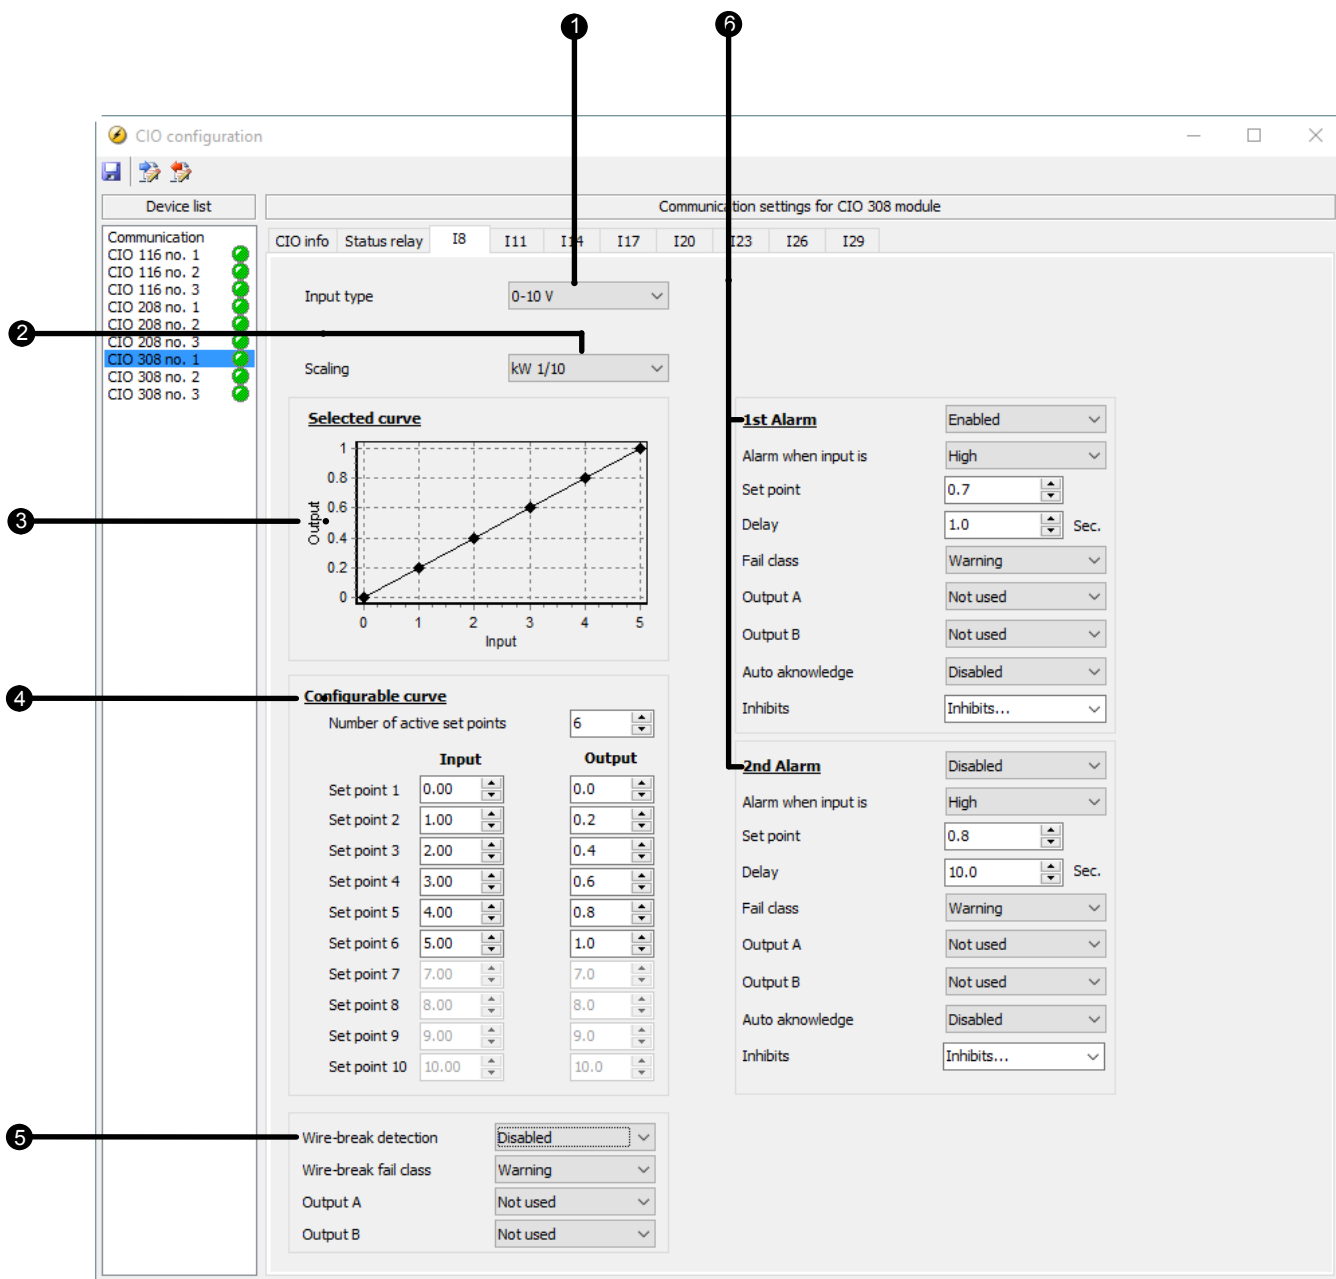 1 6
CIO configuration
Device list
Communication settings for CIO 308 module
Communication
CIO 116 no. 1
CIO 116 no. 2
CIO 116 no. 3
CIO 208 no. 1
CIO 208 no. 2
CIO 208 no. 3
CIO 308 no. 1
CIO 308 no. 2
CIO 308 no. 3
CIO info Status relay I8 I11 I14 I17 I20 I23 I26 I29
Input type 0-10 V
2
Scaling kW 1/10
Selected curve
3
Output
1
0.8
0.6
0.4
0.2
0
0 1 2 3 4 5
Input
4
Configurable curve
Number of active set points 6
Input Output
Set point 1 0.00 0.0
Set point 2 1.00 0.2
Set point 3 2.00 0.4
Set point 4 3.00 0.6
Set point 5 4.00 0.8
Set point 6 5.00 1.0
Set point 7 7.00 7.0
Set point 8 8.00 8.0
Set point 9 9.00 9.0
Set point 10 10.00 10.0
5
Wire-break detection Disabled
Wire-break fail class Warning
Output A Not used
Output B Not used
1st Alarm Enabled
Alarm when input is High
Set point 0.7
Delay 1.0 Sec.
Fail class Warning
Output A Not used
Output B Not used
Auto aknowledge Disabled
Inhibits Inhibits...
2nd Alarm Disabled
Alarm when input is High
Set point 0.8
Delay 10.0 Sec.
Fail class Warning
Output A Not used
Output B Not used
Auto aknowledge Disabled
Inhibits Inhibits...